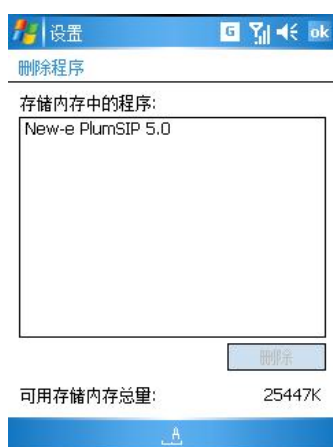 设置 G ok
删除程序
存储内存中的程序:
New-e PlumSIP 5.0
删除
可用存储内存总量: 25447K
A